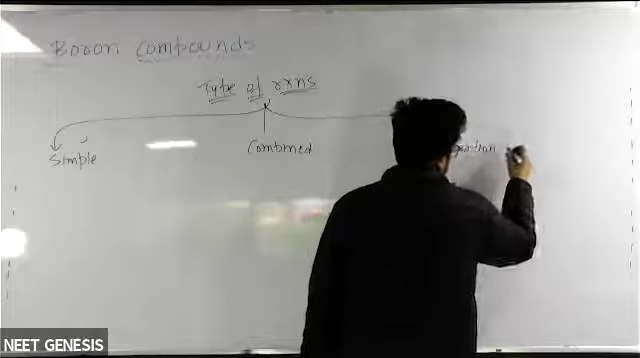 Boron Compounds
Type of rxns
Simple
Combined
NEET GENESIS